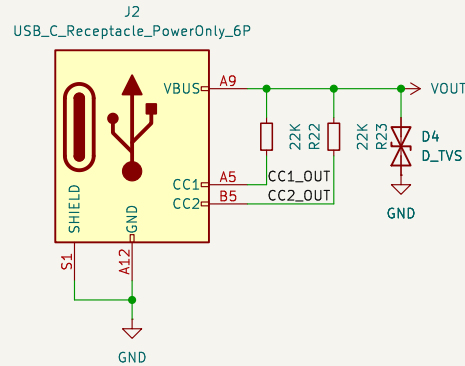 J2
USB_C_Receptacle_PowerOnly_6P
VBUS
A9
VOUT
22K
R22
22K
R23
D4
D_TVS
CC1
A5
CC1_OUT
CC2
B5
CC2_OUT
GND
SHIELD
GND
S1
A12
GND